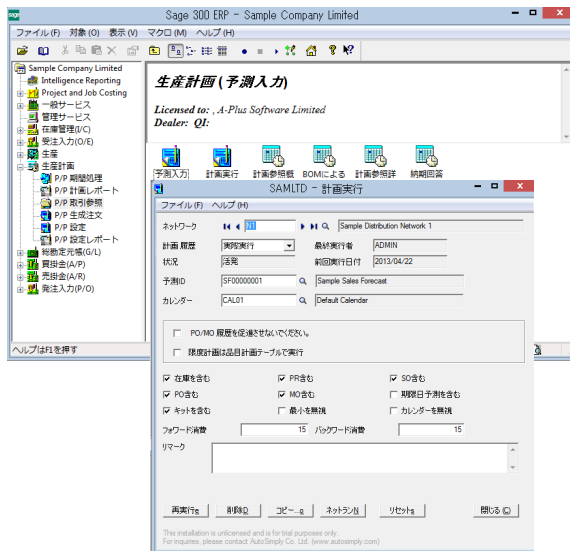 sage Sage 300 ERP - Sample Company Limited
ファイル(F) 対象(O) 表示(V) マクロ(M) ヘルプ(H)
Sample Company Limited
Intelligence Reporting
Project and Job Costing
一般サービス
管理サービス
在庫管理(I/C)
受注入力(O/E)
生産
生産計画
P/P 期間処理
P/P 計画レポート
P/P 取引参照
P/P 生成注文
P/P 設定
P/P 設定レポート
総勘定元帳(G/L)
買掛金(A/P)
売掛金(A/R)
発注入力(P/O)
ヘルプはF1を押す
生産計画 (予測入力)
Licensed to: , A-Plus Software Limited
Dealer: QI:
予測入力 計画実行 計画参照概 BOMによる 計画参照詳 納期回答
SAMLTD - 計画実行
ファイル(F) ヘルプ(H)
ネットワーク N1 Sample Distribution Network 1
計画 履歴 実際実行 最終実行者 ADMIN
状況 活発 前回実行日付 2013/04/22
予測ID SF00000001 Sample Sales Forecast
カレンダー CAL01 Default Calendar
PO/MO 履歴を促進させないでください。
限度計画は品目計画テーブルで実行
在庫を含む PR含む SO含む
PO含む MO含む 期限日予測を含む
キットを含む 最小を無視 カレンダーを無視
フォワード消費 15 バックワード消費 15
リマーク
再実行e 削除D コピー...o ネットランN リセットs 閉じる(C)
This installation is unlicensed and is for trial purposes only.
For inquiries, please contact AutoSimply Co. Ltd. (www.autosimply.com)